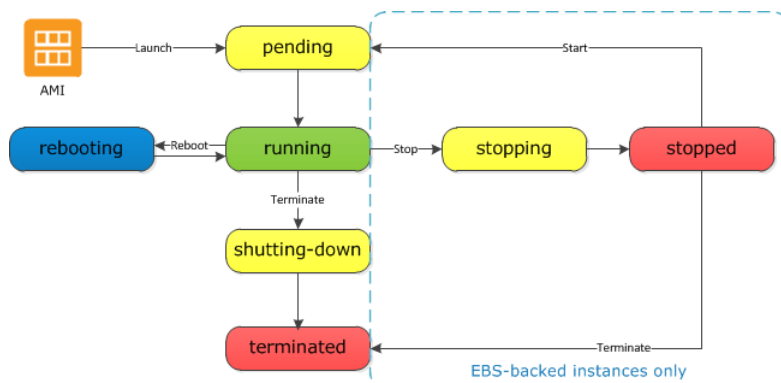 pending
Launch
Start
AMI
rebooting
Reboot
running
Stop
stopping
stopped
Terminate
shutting-down
terminated
Terminate
EBS-backed instances only